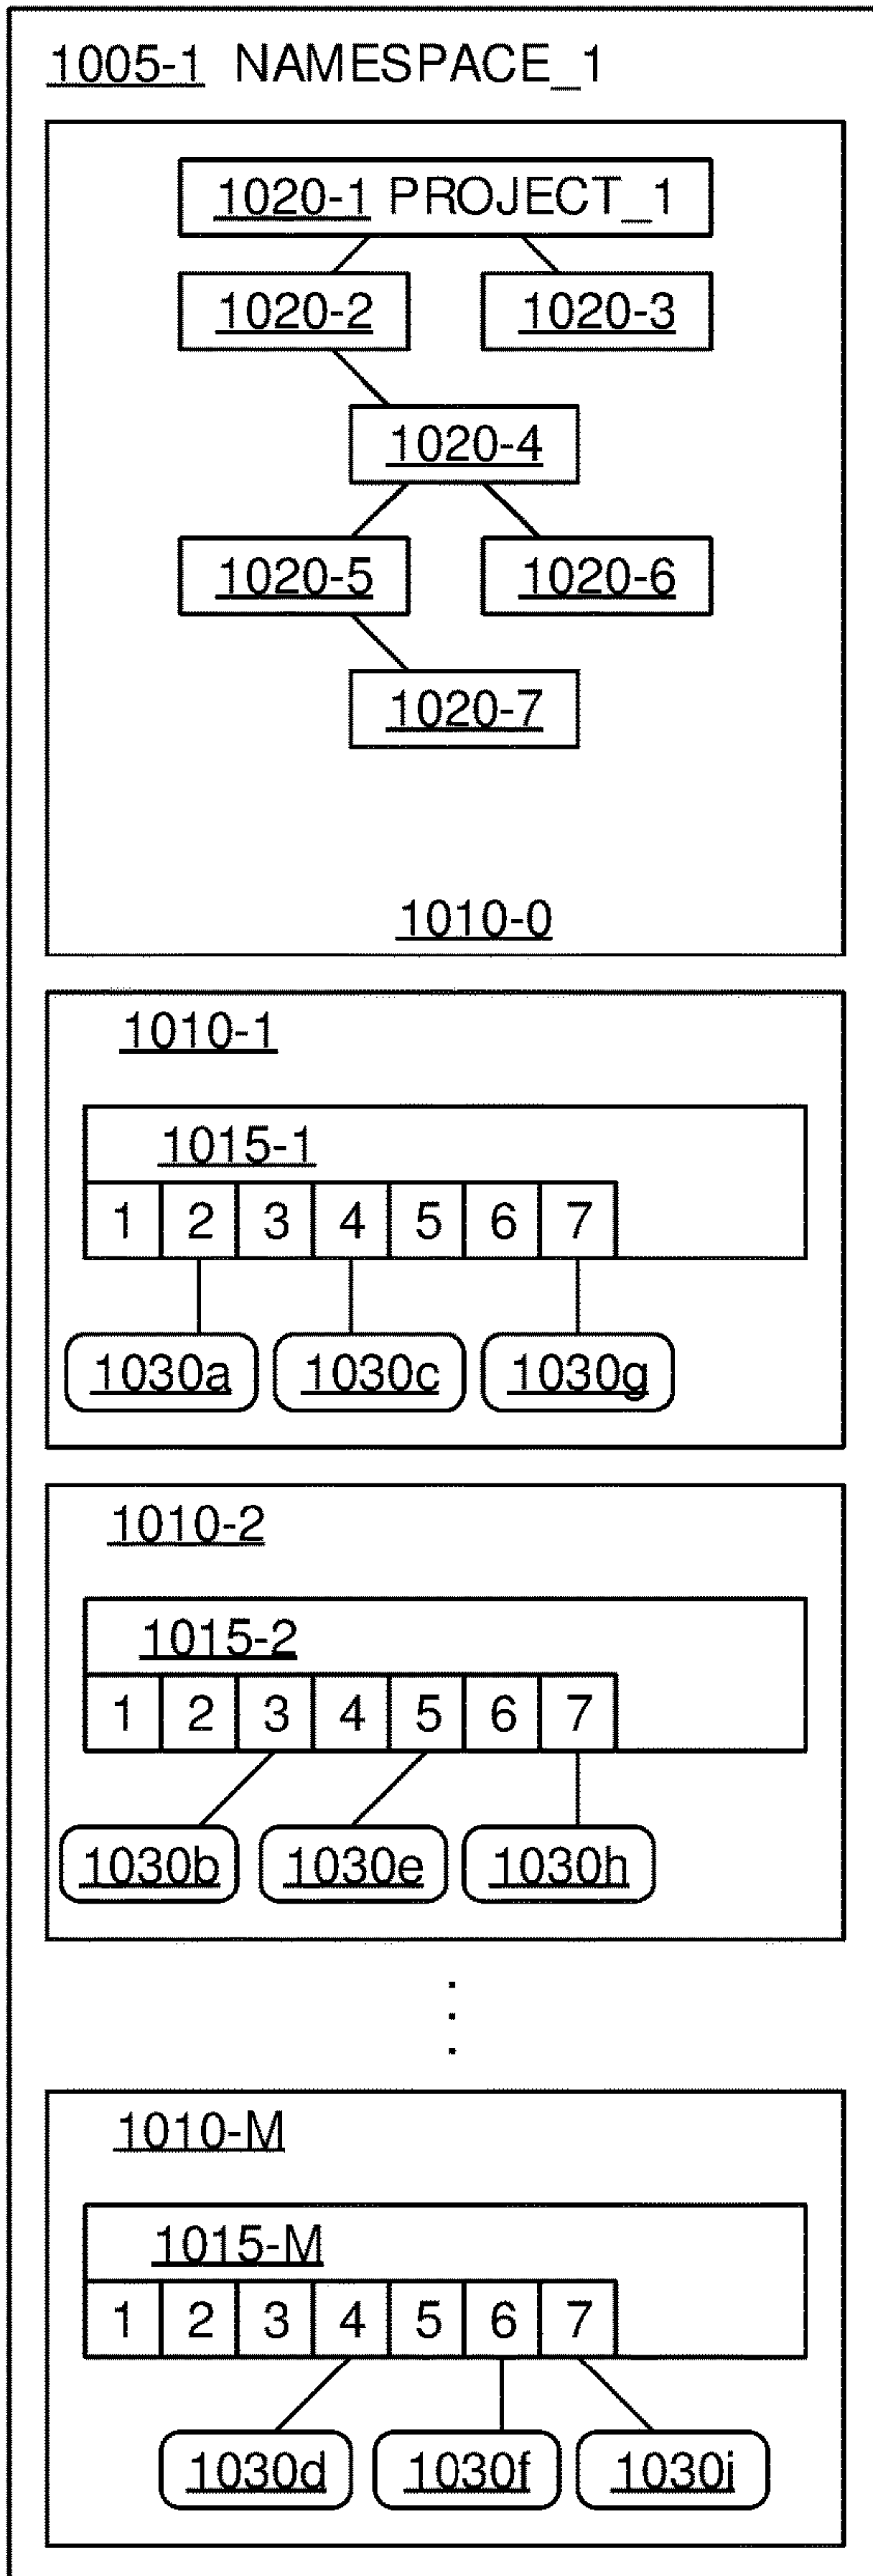 1005-1 NAMESPACE_1
1020-1 PROJECT_1
1020-2 1020-3
1020-4
1020-5 1020-6
1020-7
1010-0
1010-1
1015-1
1 2 3 4 5 6 7
1030a 1030c 1030g
1010-2
1015-2
1 2 3 4 5 6 7
1030b 1030e 1030h
1010-M
1015-M
1 2 3 4 5 6 7
1030d 1030f 1030i